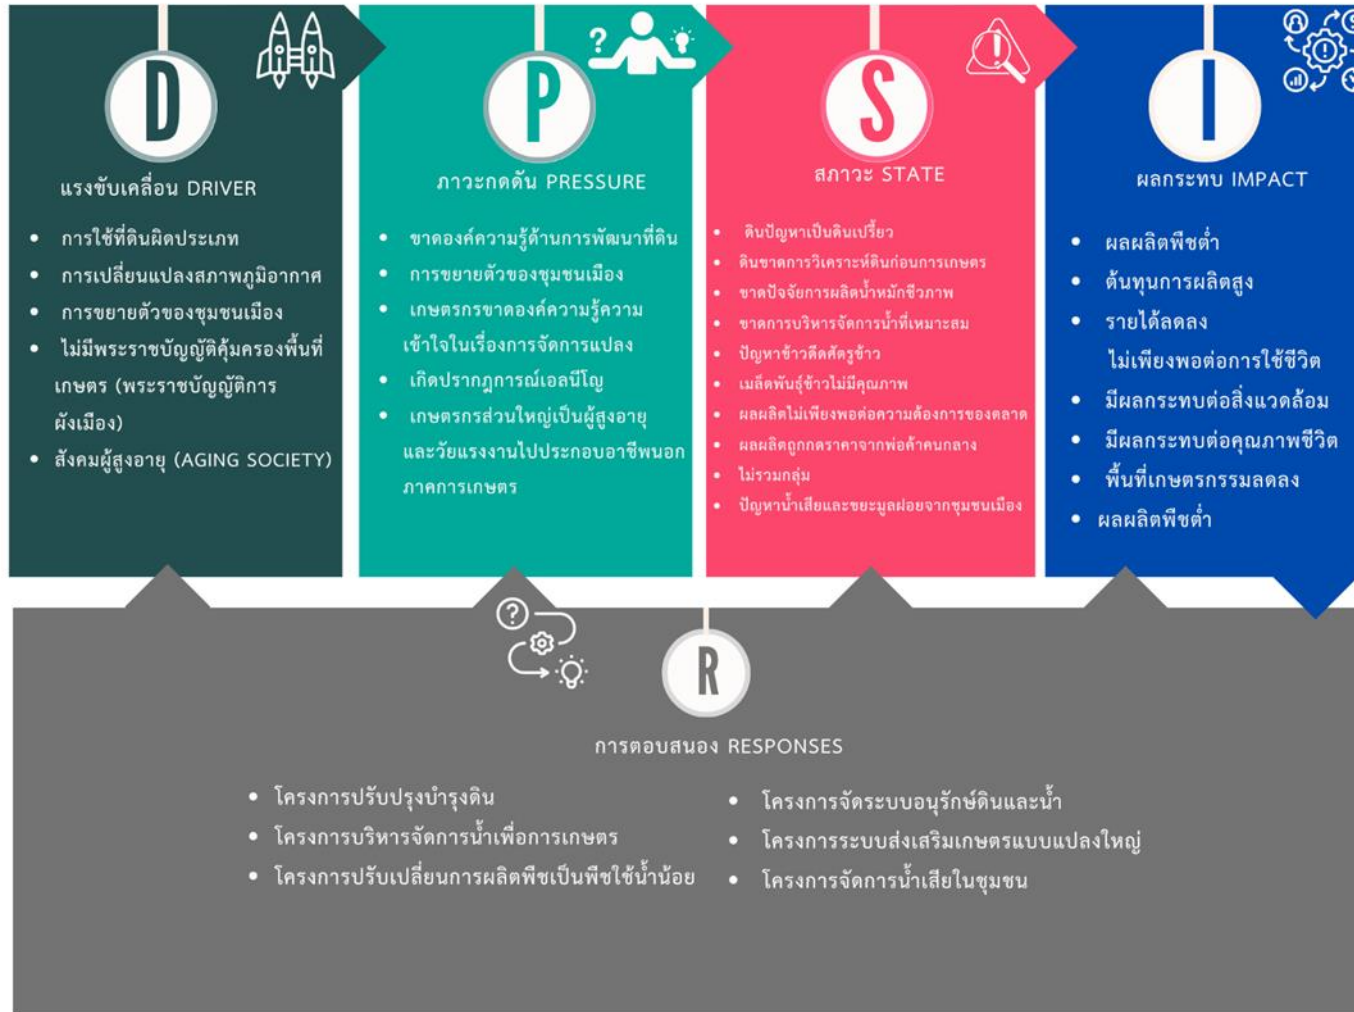 D
แรงขับเคลื่อน DRIVER
• การใช้ที่ดินผิดประเภท
• การเปลี่ยนแปลงสภาพภูมิอากาศ
• การขยายตัวของชุมชนเมือง
• ไม่มีพระราชบัญญัติคุ้มครองพื้นที่
เกษตร (พระราชบัญญัติการ
ผังเมือง)
• สังคมผู้สูงอายุ (AGING SOCIETY)
?
P
ภาวะกดดัน PRESSURE
• ขาดองค์ความรู้ด้านการพัฒนาที่ดิน
• การขยายตัวของชุมชนเมือง
• เกษตรกรขาดองค์ความรู้ความ
เข้าใจในเรื่องการจัดการแปลง
• เกิดปรากฎการณ์เอลนีโญ
• เกษตรกรส่วนใหญ่เป็นผู้สูงอายุ
และวัยแรงงานไปประกอบอาชีพนอก
ภาคการเกษตร
S
สภาวะ STATE
• ดินปัญหาเป็นดินเปรี้ยว
• ดินขาดการวิเคราะห์ดินก่อนการเกษตร
• ขาดปัจจัยการผลิตน้ำหมักชีวภาพ
• ขาดการบริหารจัดการน้ำที่เหมาะสม
• ปัญหาข้าวดีดศัตรูข้าว
• เมล็ดพันธุ์ข้าวไม่มีคุณภาพ
• ผลผลิตไม่เพียงพอต่อความต้องการของตลาด
• ผลผลิตถูกกดราคาจากพ่อค้าคนกลาง
• ไม่รวมกลุ่ม
• ปัญหาน้ำเสียและขยะมูลฝอยจากชุมชนเมือง
I
ผลกระทบ IMPACT
• ผลผลิตพืชต่ำ
• ต้นทุนการผลิตสูง
• รายได้ลดลง
ไม่เพียงพอต่อการใช้ชีวิต
• มีผลกระทบต่อสิ่งแวดล้อม
• มีผลกระทบต่อคุณภาพชีวิต
• พื้นที่เกษตรกรรมลดลง
• ผลผลิตพืชต่ำ
?
R
การตอบสนอง RESPONSES
• โครงการปรับปรุงบำรุงดิน
• โครงการบริหารจัดการน้ำเพื่อการเกษตร
• โครงการปรับเปลี่ยนการผลิตพืชเป็นพืชใช้น้ำน้อย
• โครงการจัดระบบอนุรักษ์ดินและน้ำ
• โครงการระบบส่งเสริมเกษตรแบบแปลงใหญ่
• โครงการจัดการน้ำเสียในชุมชน